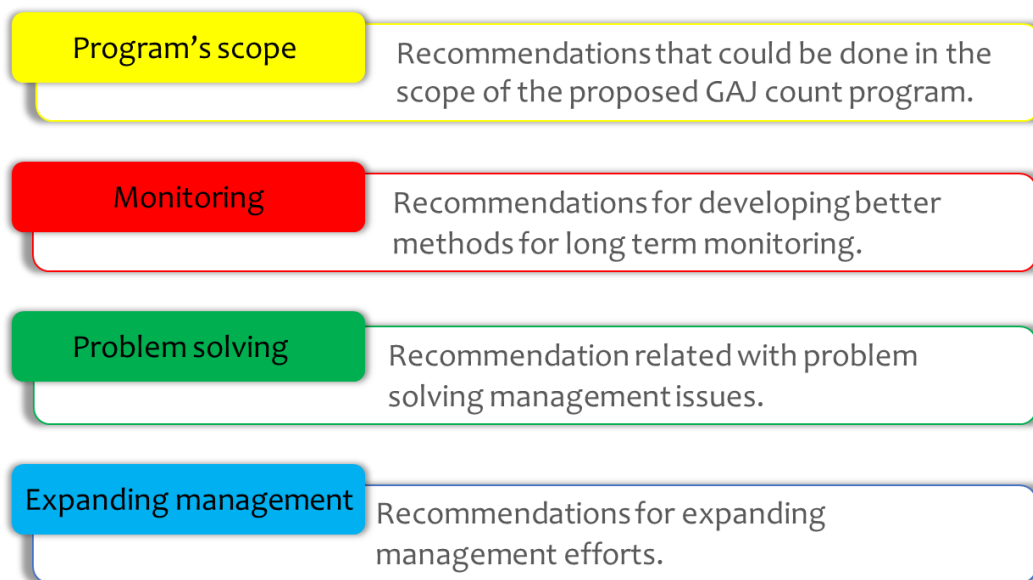 Program’s scope
Recommendations that could be done in the
scope of the proposed GAJ count program.
Monitoring
Recommendations for developing better
methods for long term monitoring.
Problem solving
Recommendation related with problem
solving management issues.
Expanding management
Recommendations for expanding
management efforts.